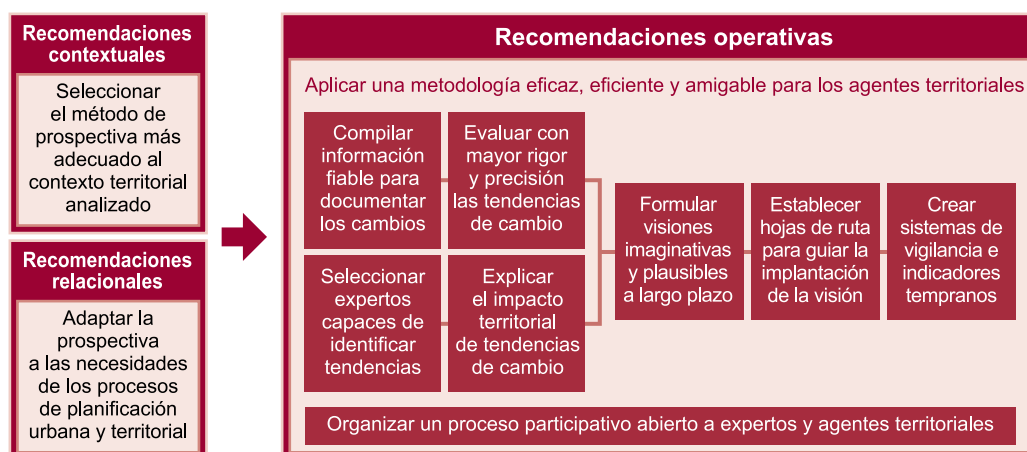 Recomendaciones
contextuales
Seleccionar
el método de
prospectiva más
adecuado al
contexto territorial
analizado
Recomendaciones
relacionales
Adaptar la
prospectiva
a las necesidades
de los procesos
de planificación
urbana y territorial
Recomendaciones operativas
Aplicar una metodología eficaz, eficiente y amigable para los agentes territoriales
Compilar
información
fiable para
documentar
los cambios
Evaluar con
mayor rigor
y precisión
las tendencias
de cambio
Seleccionar
expertos
capaces de
identificar
tendencias
Explicar
el impacto
territorial
de tendencias
de cambio
Formular
visiones
imaginativas
y plausibles
a largo plazo
Establecer
hojas de ruta
para guiar la
implantación
de la visión
Crear
sistemas de
vigilancia e
indicadores
tempranos
Organizar un proceso participativo abierto a expertos y agentes territoriales